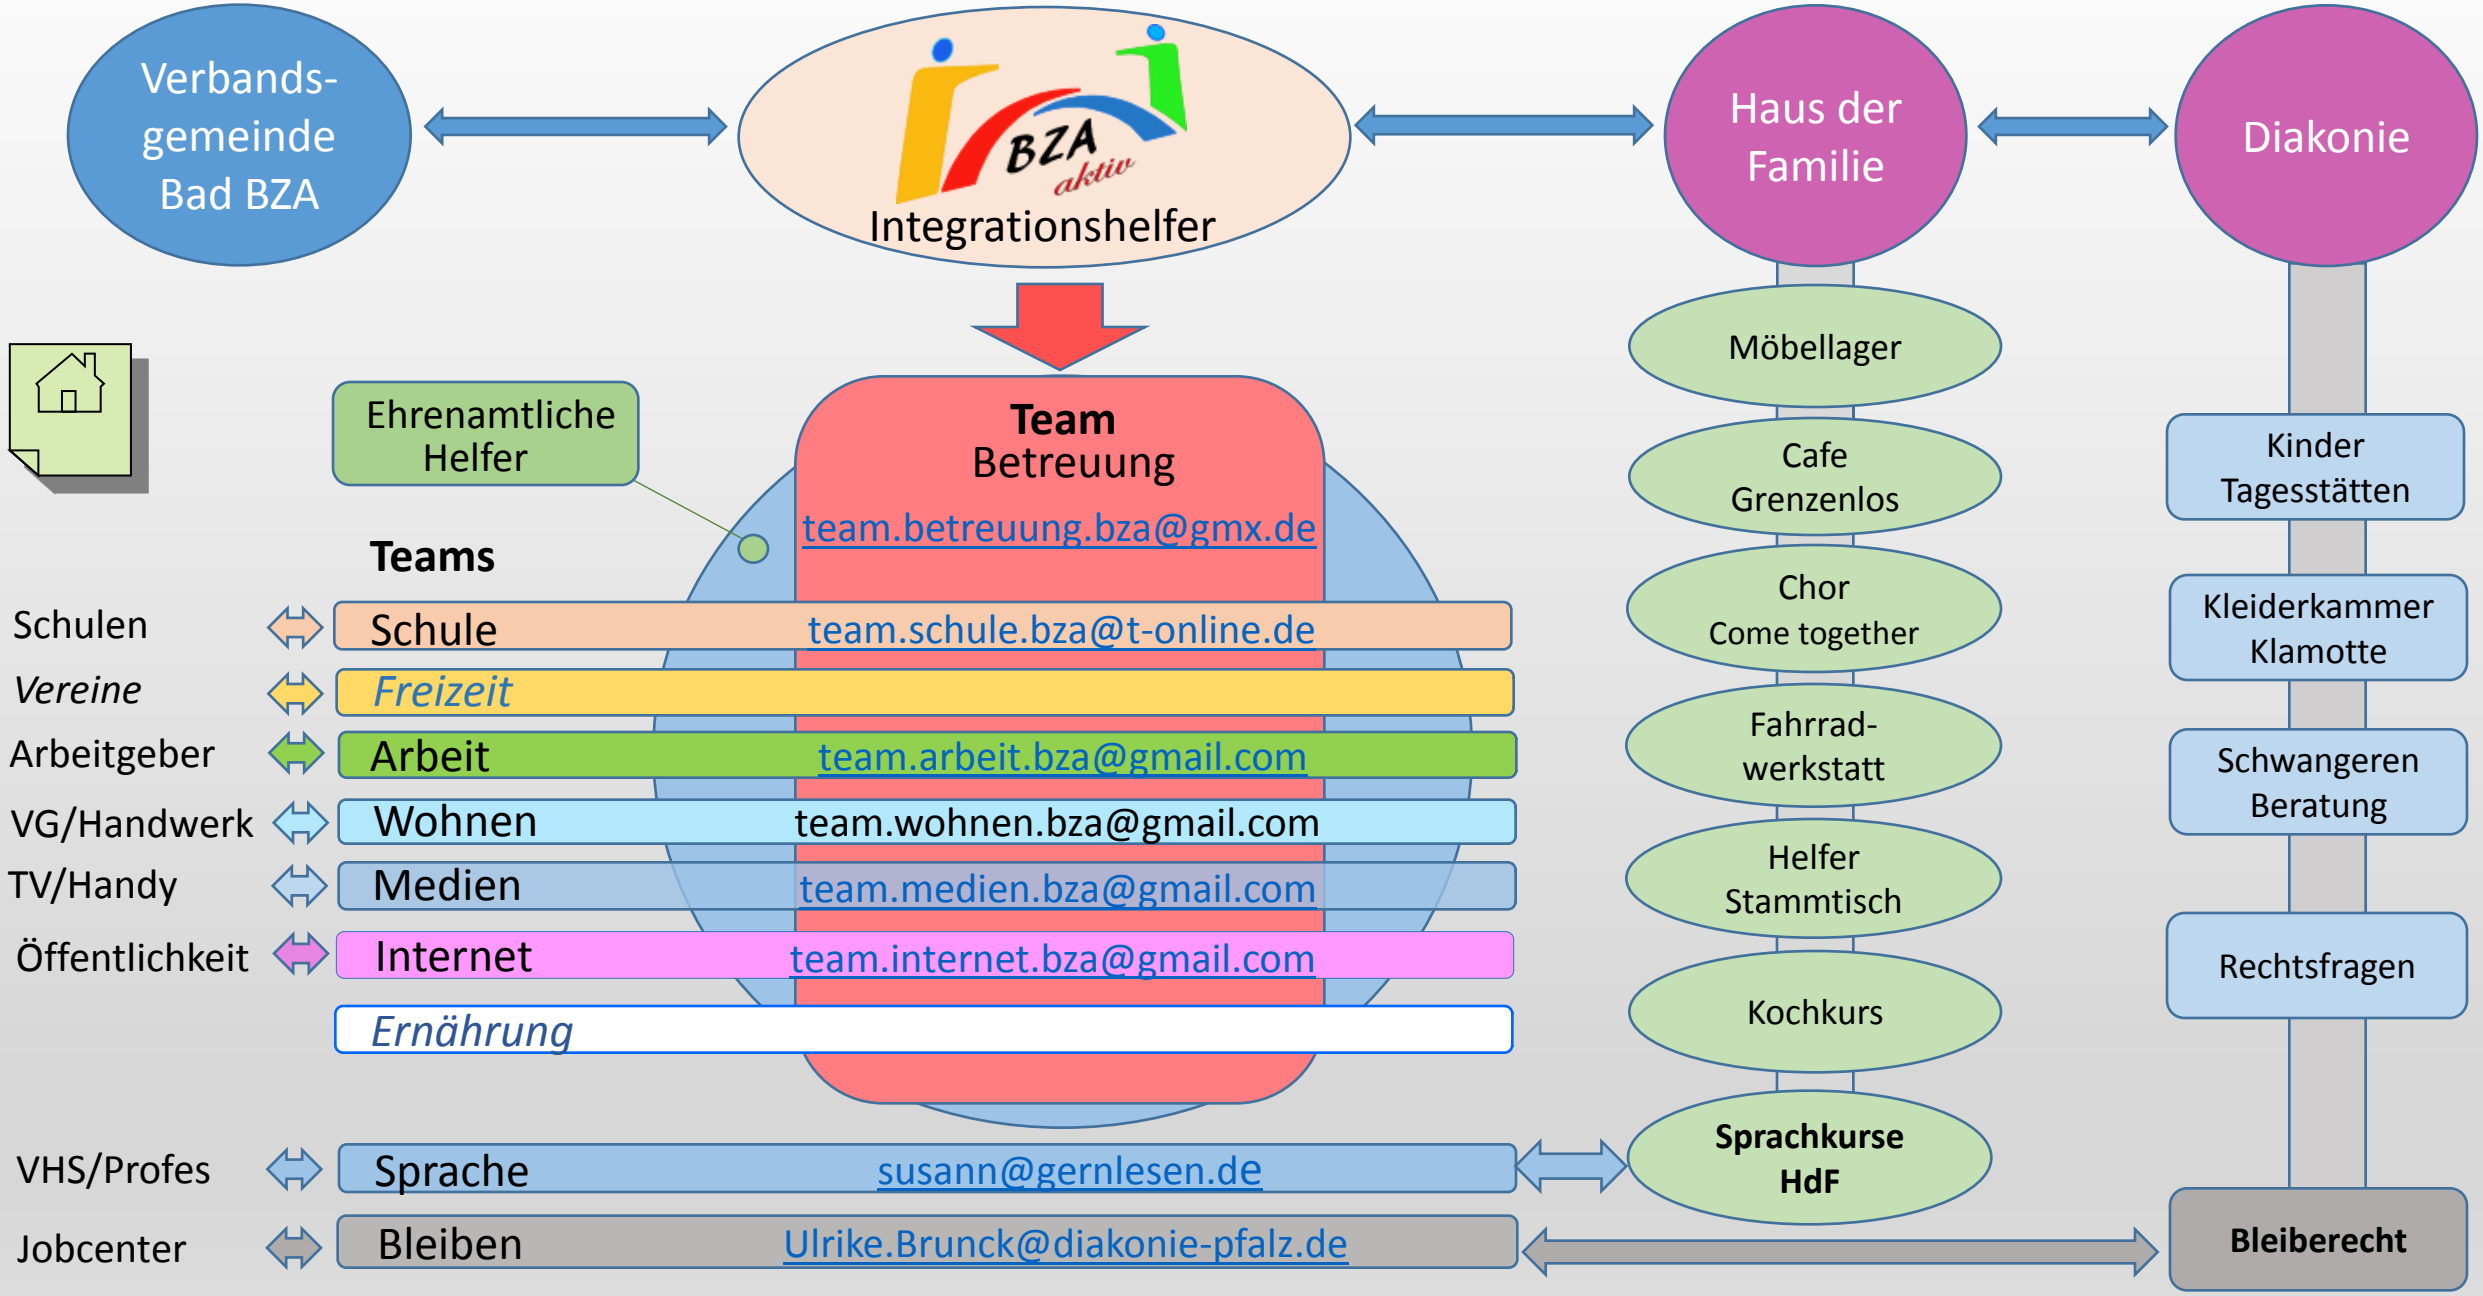 Verbands-
gemeinde
Bad BZA
BZA
aktiv
Integrationshelfer
Haus der
Familie
Diakonie
Ehrenamtliche
Helfer
Team
Betreuung
team.betreuung.bza@gmx.de
Teams
Schulen
Schule
team.schule.bza@t-online.de
Vereine
Freizeit
Arbeitgeber
Arbeit
team.arbeit.bza@gmail.com
VG/Handwerk
Wohnen
team.wohnen.bza@gmail.com
TV/Handy
Medien
team.medien.bza@gmail.com
Öffentlichkeit
Internet
team.internet.bza@gmail.com
Ernährung
VHS/Profes
Sprache
susann@gernlesen.de
Jobcenter
Bleiben
Ulrike.Brunck@diakonie-pfalz.de
Möbellager
Cafe
Grenzenlos
Chor
Come together
Fahrrad-
werkstatt
Helfer
Stammtisch
Kochkurs
Sprachkurse
HdF
Kinder
Tagesstätten
Kleiderkammer
Klamotte
Schwangeren
Beratung
Rechtsfragen
Bleiberecht